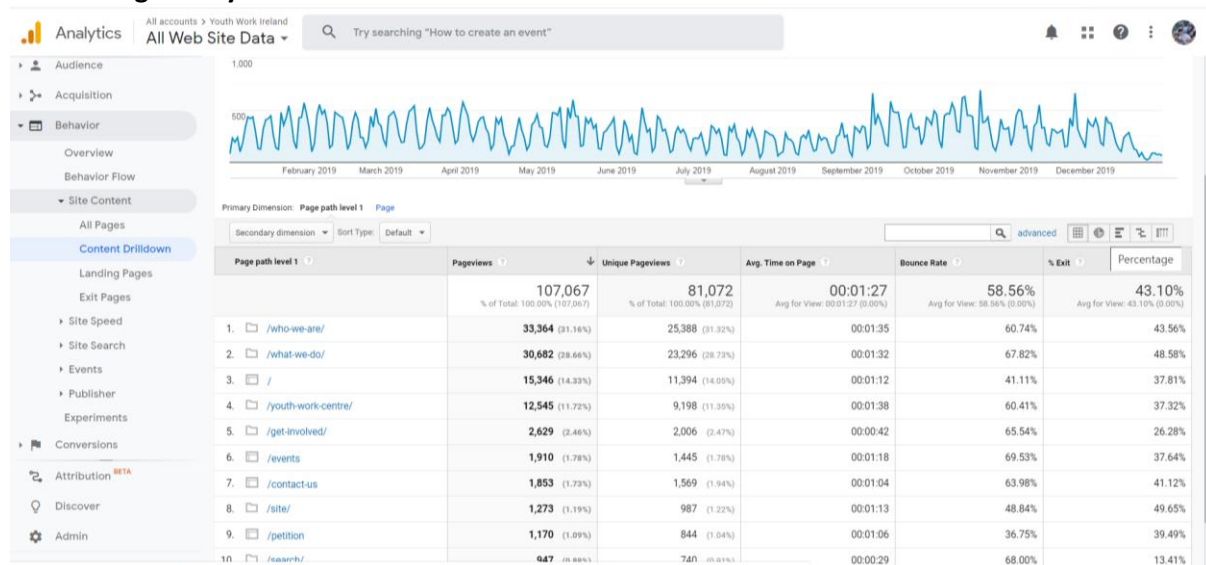 Analytics
All accounts > Youth Work Ireland
All Web Site Data
Try searching "How to create an event"
Audience
Acquisition
Behavior
Overview
Behavior Flow
Site Content
All Pages
Content Drilldown
Landing Pages
Exit Pages
Site Speed
Site Search
Events
Publisher
Experiments
Conversions
Attribution BETA
Discover
Admin
1,000
500
February 2019 March 2019 April 2019 May 2019 June 2019 July 2019 August 2019 September 2019 October 2019 November 2019 December 2019
Primary Dimension: Page path level 1 Page
Secondary dimension Sort Type: Default advanced
Percentage
Page path level 1 Pageviews Unique Pageviews Avg. Time on Page Bounce Rate % Exit
107,067 81,072 00:01:27 58.56% 43.10%
% of Total: 100.00% (107,067) % of Total: 100.00% (81,072) Avg for View: 00:01:27 (0.00%) Avg for View: 58.56% (0.00%) Avg for View: 43.10% (0.00%)
1. /who-we-are/ 33,364 (31.16%) 25,388 (31.32%) 00:01:35 60.74% 43.56%
2. /what-we-do/ 30,682 (28.66%) 23,296 (28.73%) 00:01:32 67.82% 48.58%
3. / 15,346 (14.33%) 11,394 (14.05%) 00:01:12 41.11% 37.81%
4. /youth-work-centre/ 12,545 (11.72%) 9,198 (11.35%) 00:01:38 60.41% 37.32%
5. /get-involved/ 2,629 (2.46%) 2,006 (2.47%) 00:00:42 65.54% 26.28%
6. /events 1,910 (1.78%) 1,445 (1.78%) 00:01:18 69.53% 37.64%
7. /contact-us 1,853 (1.73%) 1,569 (1.94%) 00:01:04 63.98% 41.12%
8. /site/ 1,273 (1.19%) 987 (1.22%) 00:01:13 48.84% 49.65%
9. /petition 1,170 (1.09%) 844 (1.04%) 00:01:06 36.75% 39.49%
10. /search/ 947 740 00:00:29 68.00% 13.41%